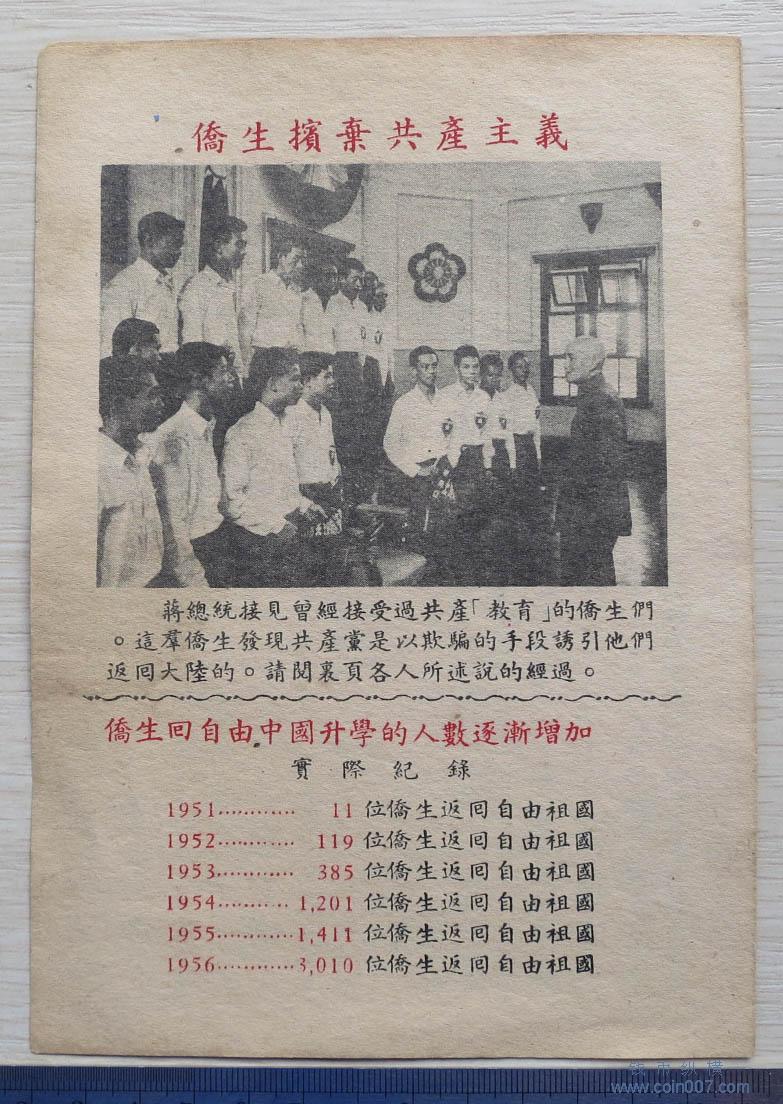 僑生擯棄共產主義
蔣總統接見曾經接受過共產「教育」的僑生們
。這羣僑生發現共產黨是以欺騙的手段誘引他們
返回大陸的。請閱裏頁各人所述説的經過。
僑生回自由中國升學的人數逐漸增加
實際紀錄
1951············ 11 位僑生返回自由祖國
1952············ 119 位僑生返回自由祖國
1953············ 385 位僑生返回自由祖國
1954··········· 1,201 位僑生返回自由祖國
1955············1,411 位僑生返回自由祖國
1956············3,010 位僑生返回自由祖國
钱币纵横
www.coin007.com